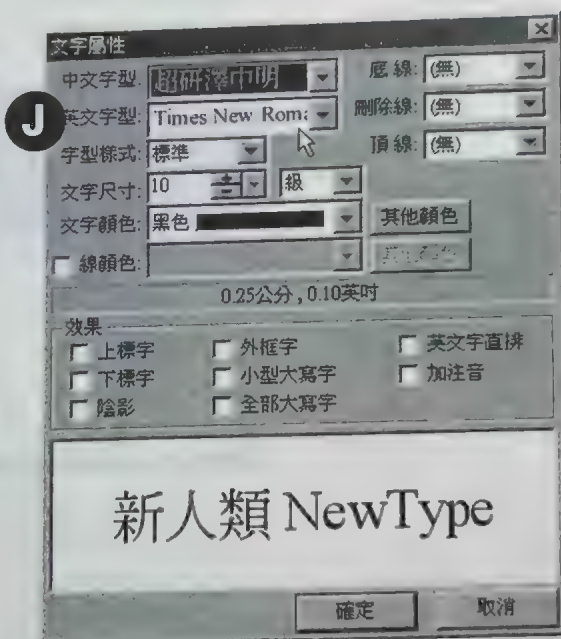 文字屬性
中文字型: 超研澤中明 底線: (無)
J
英文字型: Times New Roma 刪除線: (無)
字型樣式: 標準 頂線: (無)
文字尺寸: 10 級
文字顏色: 黑色 其他顏色
線顏色: 其他顏色
0.25公分,0.10英吋
效果
上標字 外框字 英文字直排
下標字 小型大寫字 加注音
陰影 全部大寫字
新人類 NewType
確定 取消